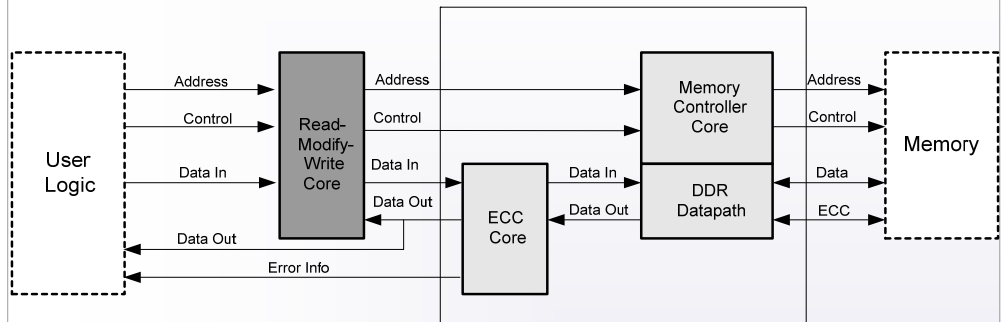 Address
Address
Address
Control
Control
Control
User
Logic
Read-
Modify-
Write
Core
Memory
Controller
Core
Memory
Data In
Data In
Data In
Data
Data Out
Data Out
ECC
Core
DDR
Datapath
ECC
Data Out
Error Info